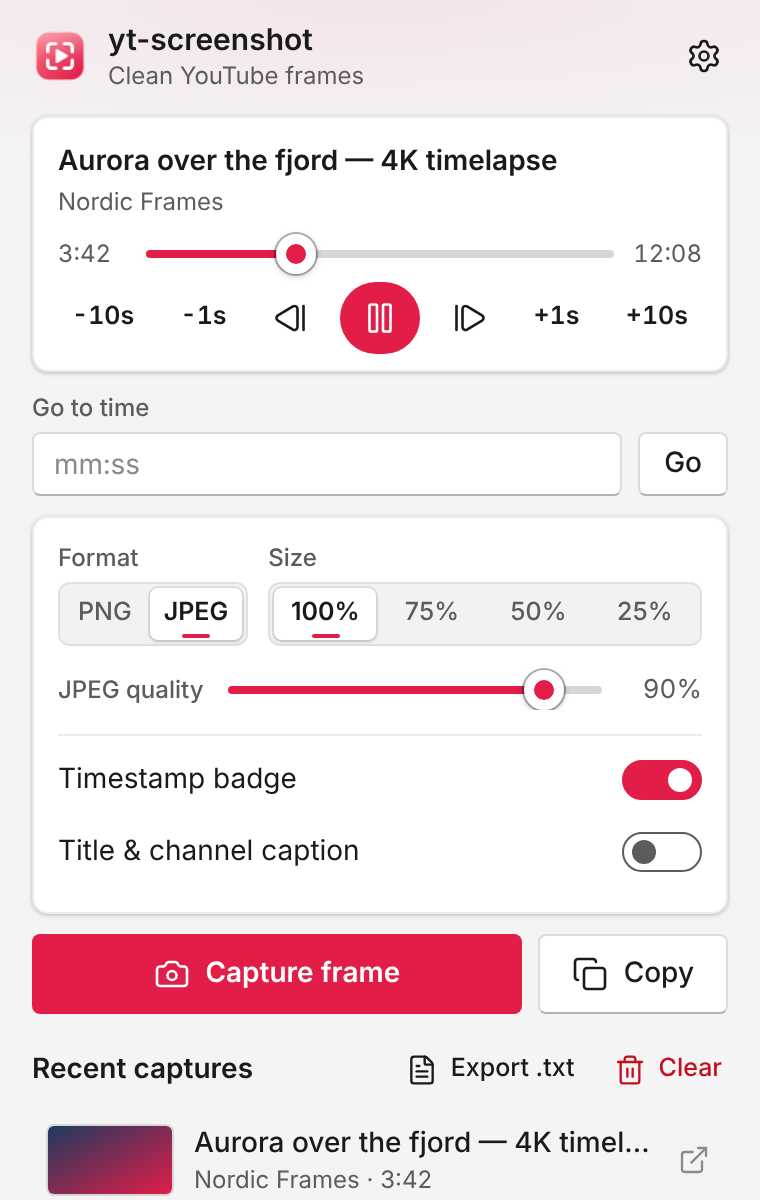 yt-screenshot
Clean YouTube frames
Aurora over the fjord — 4K timelapse
Nordic Frames
3:42 12:08
-10s -1s +1s +10s
Go to time
mm:ss Go
Format Size
PNG JPEG 100% 75% 50% 25%
JPEG quality 90%
Timestamp badge
Title & channel caption
Capture frame Copy
Recent captures Export .txt Clear
Aurora over the fjord — 4K timel...
Nordic Frames · 3:42